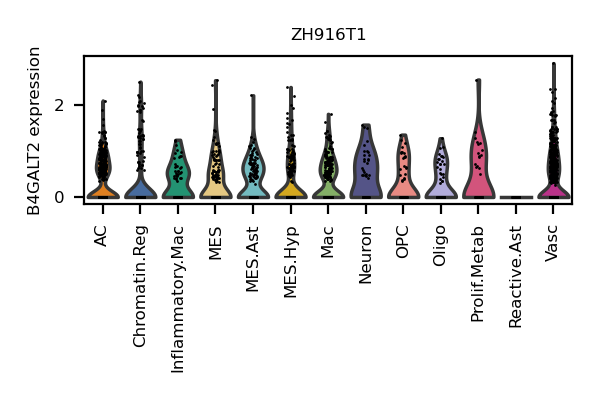 ZH916T1
B4GALT2 expression
2
0
AC
Chromatin.Reg
Inflammatory.Mac
MES
MES.Ast
MES.Hyp
Mac
Neuron
OPC
Oligo
Prolif.Metab
Reactive.Ast
Vasc